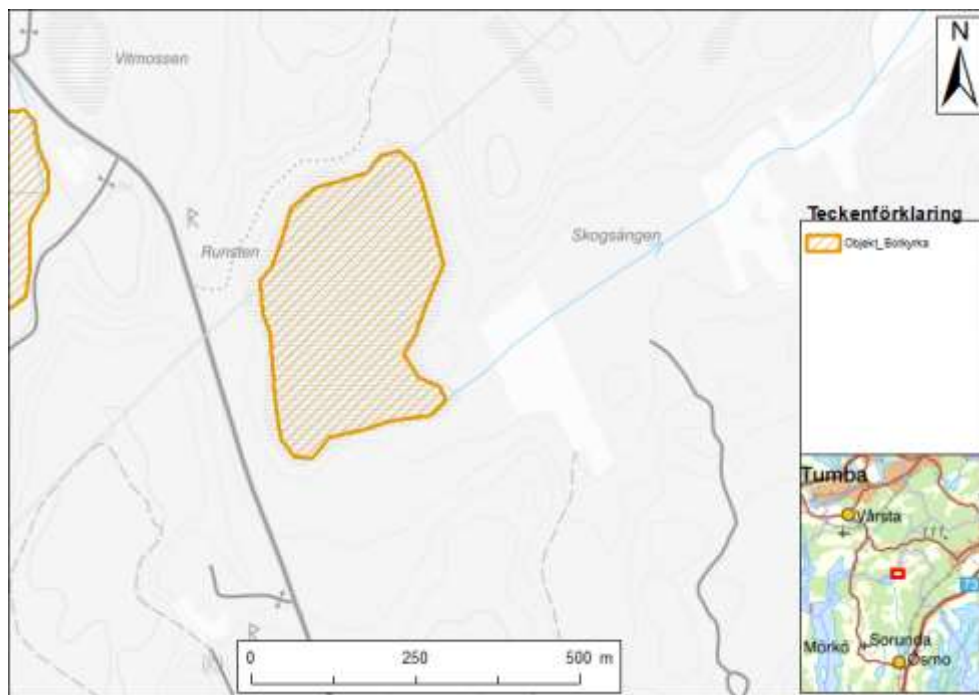 N
Vitmossen
Teckenförklaring
Runsten
Skogsängen
Objekt_Botkyrka
Tumba
Vårsta
0 250 500 m
Mörkö
Sorunda
Ösmo